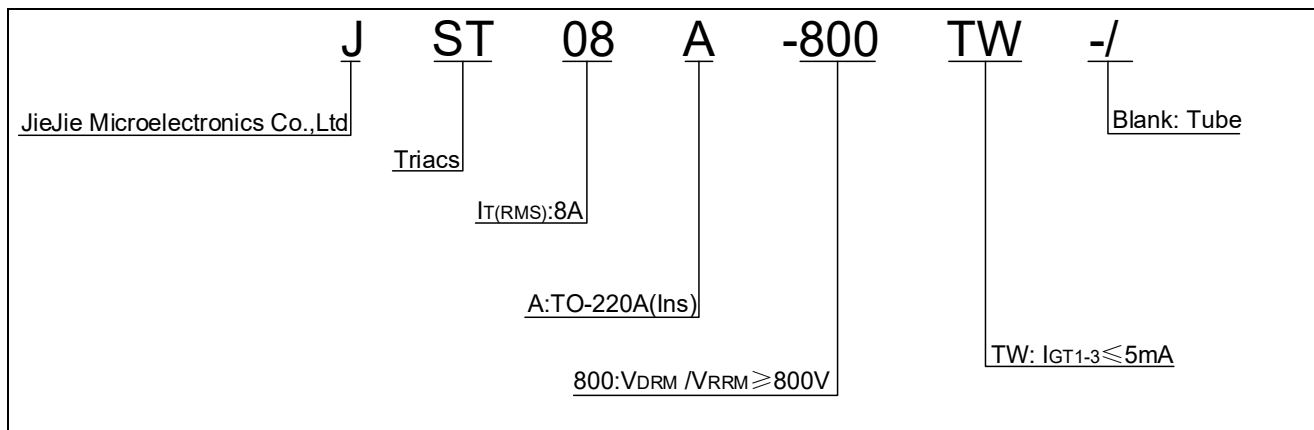 J ST 08 A -800 TW -/
JieJie Microelectronics Co.,Ltd
Blank: Tube
Triacs
IT(RMS):8A
A:TO-220A(Ins)
TW: IGT1-3≤5mA
800:VDRM /VRRM≥800V